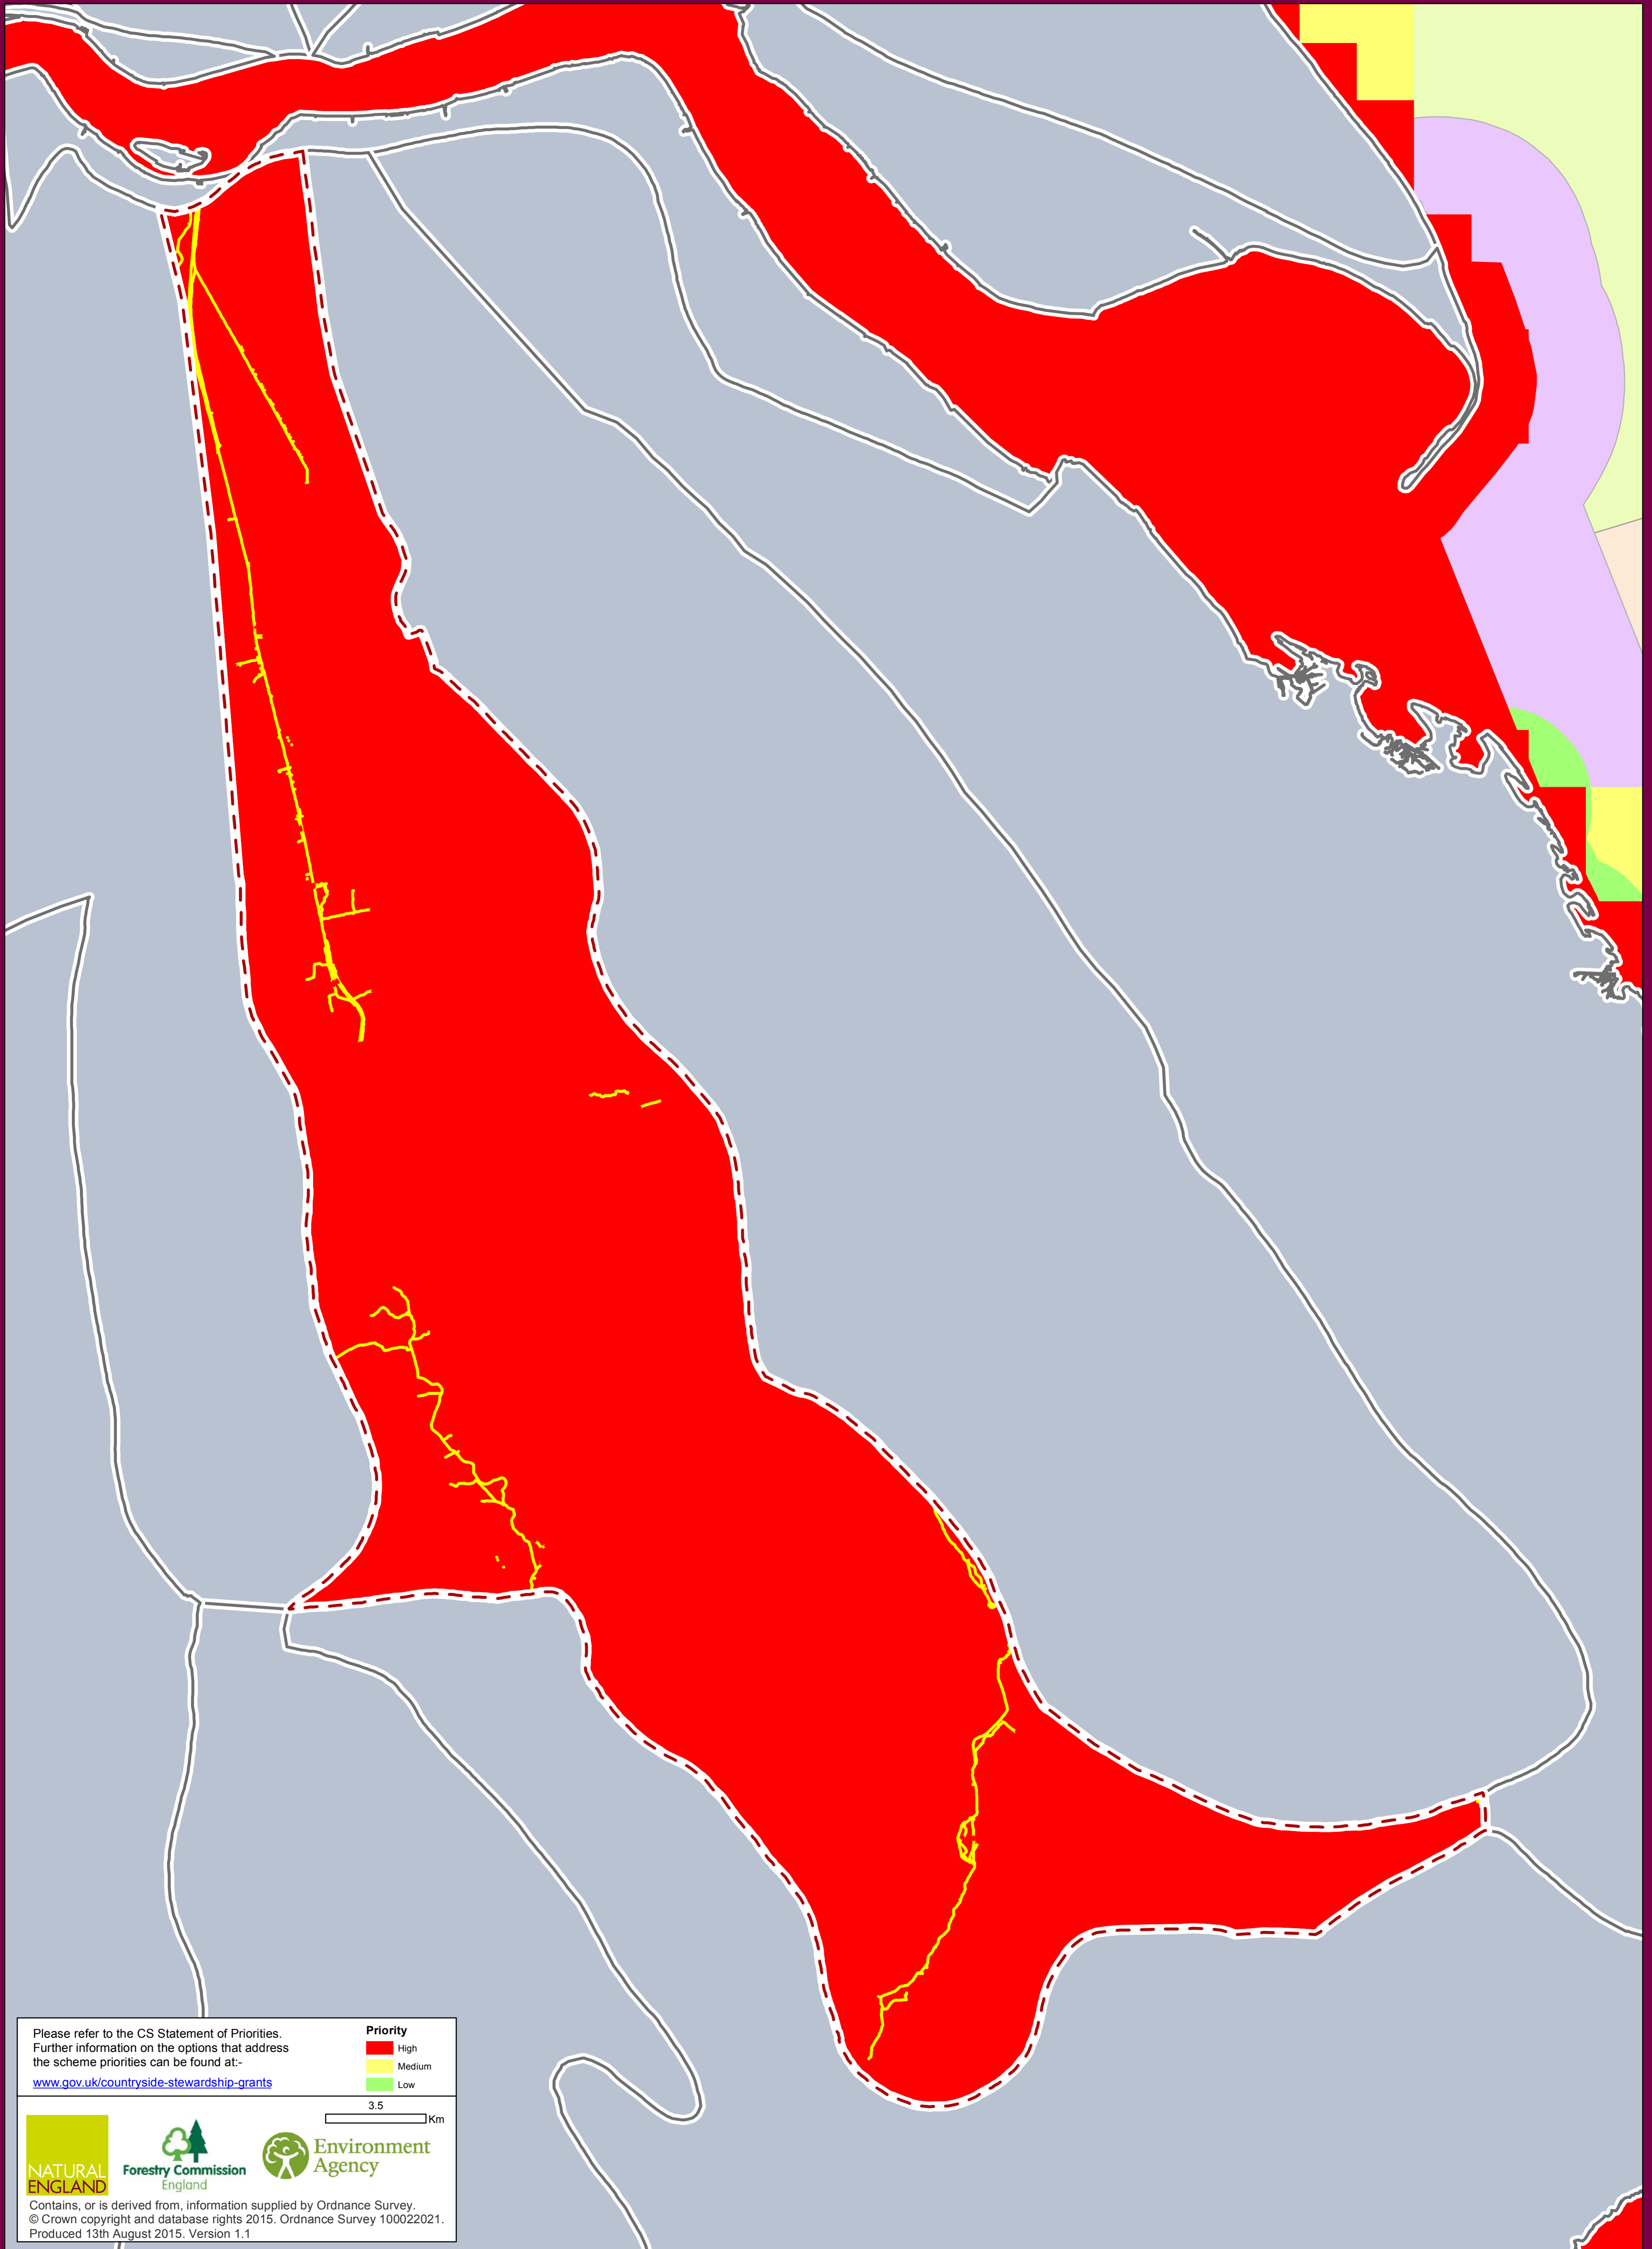 Please refer to the CS Statement of Priorities.
Further information on the options that address
the scheme priorities can be found at:-
www.gov.uk/countryside-stewardship-grants
Priority
High
Medium
Low
3.5
Km
NATURAL
ENGLAND
Forestry Commission
England
Environment
Agency
Contains, or is derived from, information supplied by Ordnance Survey.
© Crown copyright and database rights 2015. Ordnance Survey 100022021.
Produced 13th August 2015. Version 1.1